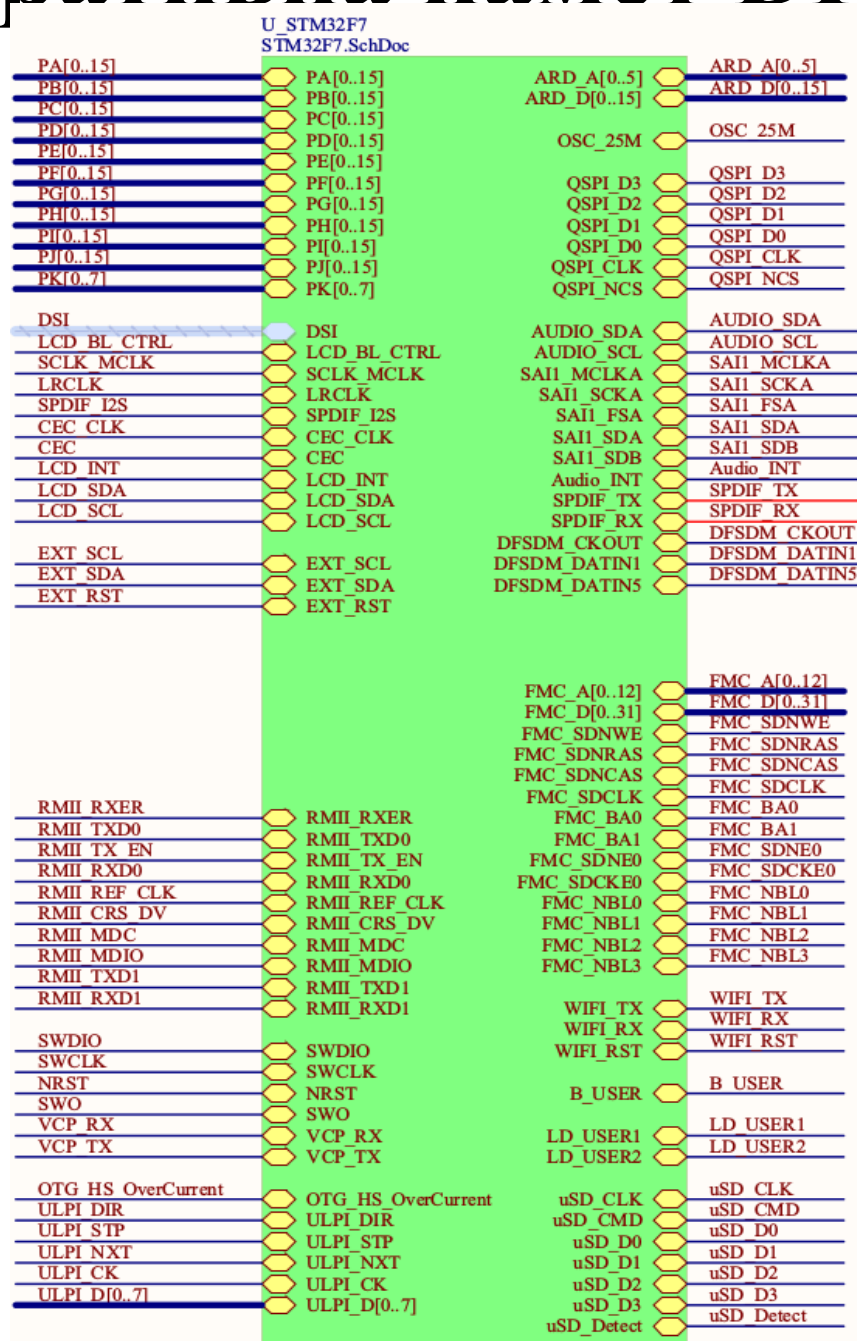 U_STM32F7
STM32F7.SchDoc
PA[0..15] PA[0..15] ARD_A[0..5] ARD_A[0..5]
PB[0..15] PB[0..15] ARD_D[0..15] ARD_D[0..15]
PC[0..15] PC[0..15]
PD[0..15] PD[0..15] OSC_25M OSC_25M
PE[0..15] PE[0..15]
PF[0..15] PF[0..15] QSPI_D3 QSPI_D3
PG[0..15] PG[0..15] QSPI_D2 QSPI_D2
PH[0..15] PH[0..15] QSPI_D1 QSPI_D1
PI[0..15] PI[0..15] QSPI_D0 QSPI_D0
PJ[0..15] PJ[0..15] QSPI_CLK QSPI_CLK
PK[0..7] PK[0..7] QSPI_NCS QSPI_NCS
DSI DSI AUDIO_SDA AUDIO_SDA
LCD_BL_CTRL LCD_BL_CTRL AUDIO_SCL AUDIO_SCL
SCLK_MCLK SCLK_MCLK SAI1_MCLKA SAI1_MCLKA
LRCLK LRCLK SAI1_SCKA SAI1_SCKA
SPDIF_I2S SPDIF_I2S SAI1_FSA SAI1_FSA
CEC_CLK CEC_CLK SAI1_SDA SAI1_SDA
CEC CEC SAI1_SDB SAI1_SDB
LCD_INT LCD_INT Audio_INT Audio_INT
LCD_SDA LCD_SDA SPDIF_TX SPDIF_TX
LCD_SCL LCD_SCL SPDIF_RX SPDIF_RX
DFSDM_CKOUT DFSDM_CKOUT
EXT_SCL EXT_SCL DFSDM_DATIN1 DFSDM_DATIN1
EXT_SDA EXT_SDA DFSDM_DATIN5 DFSDM_DATIN5
EXT_RST EXT_RST
FMC_A[0..12] FMC_A[0..12]
FMC_D[0..31] FMC_D[0..31]
FMC_SDNWE FMC_SDNWE
FMC_SDNRAS FMC_SDNRAS
FMC_SDNCAS FMC_SDNCAS
FMC_SDCLK FMC_SDCLK
RMII_RXER RMII_RXER FMC_BA0 FMC_BA0
RMII_TXD0 RMII_TXD0 FMC_BA1 FMC_BA1
RMII_TX_EN RMII_TX_EN FMC_SDNE0 FMC_SDNE0
RMII_RXD0 RMII_RXD0 FMC_SDCKE0 FMC_SDCKE0
RMII_REF_CLK RMII_REF_CLK FMC_NBL0 FMC_NBL0
RMII_CRS_DV RMII_CRS_DV FMC_NBL1 FMC_NBL1
RMII_MDC RMII_MDC FMC_NBL2 FMC_NBL2
RMII_MDIO RMII_MDIO FMC_NBL3 FMC_NBL3
RMII_TXD1 RMII_TXD1
RMII_RXD1 RMII_RXD1 WIFI_TX WIFI_TX
WIFI_RX WIFI_RX
SWDIO SWDIO WIFI_RST WIFI_RST
SWCLK SWCLK
NRST NRST B_USER B_USER
SWO SWO
VCP_RX VCP_RX LD_USER1 LD_USER1
VCP_TX VCP_TX LD_USER2 LD_USER2
OTG_HS_OverCurrent OTG_HS_OverCurrent uSD_CLK uSD_CLK
ULPI_DIR ULPI_DIR uSD_CMD uSD_CMD
ULPI_STP ULPI_STP uSD_D0 uSD_D0
ULPI_NXT ULPI_NXT uSD_D1 uSD_D1
ULPI_CK ULPI_CK uSD_D2 uSD_D2
ULPI_D[0..7] ULPI_D[0..7] uSD_D3 uSD_D3
uSD_Detect uSD_Detect